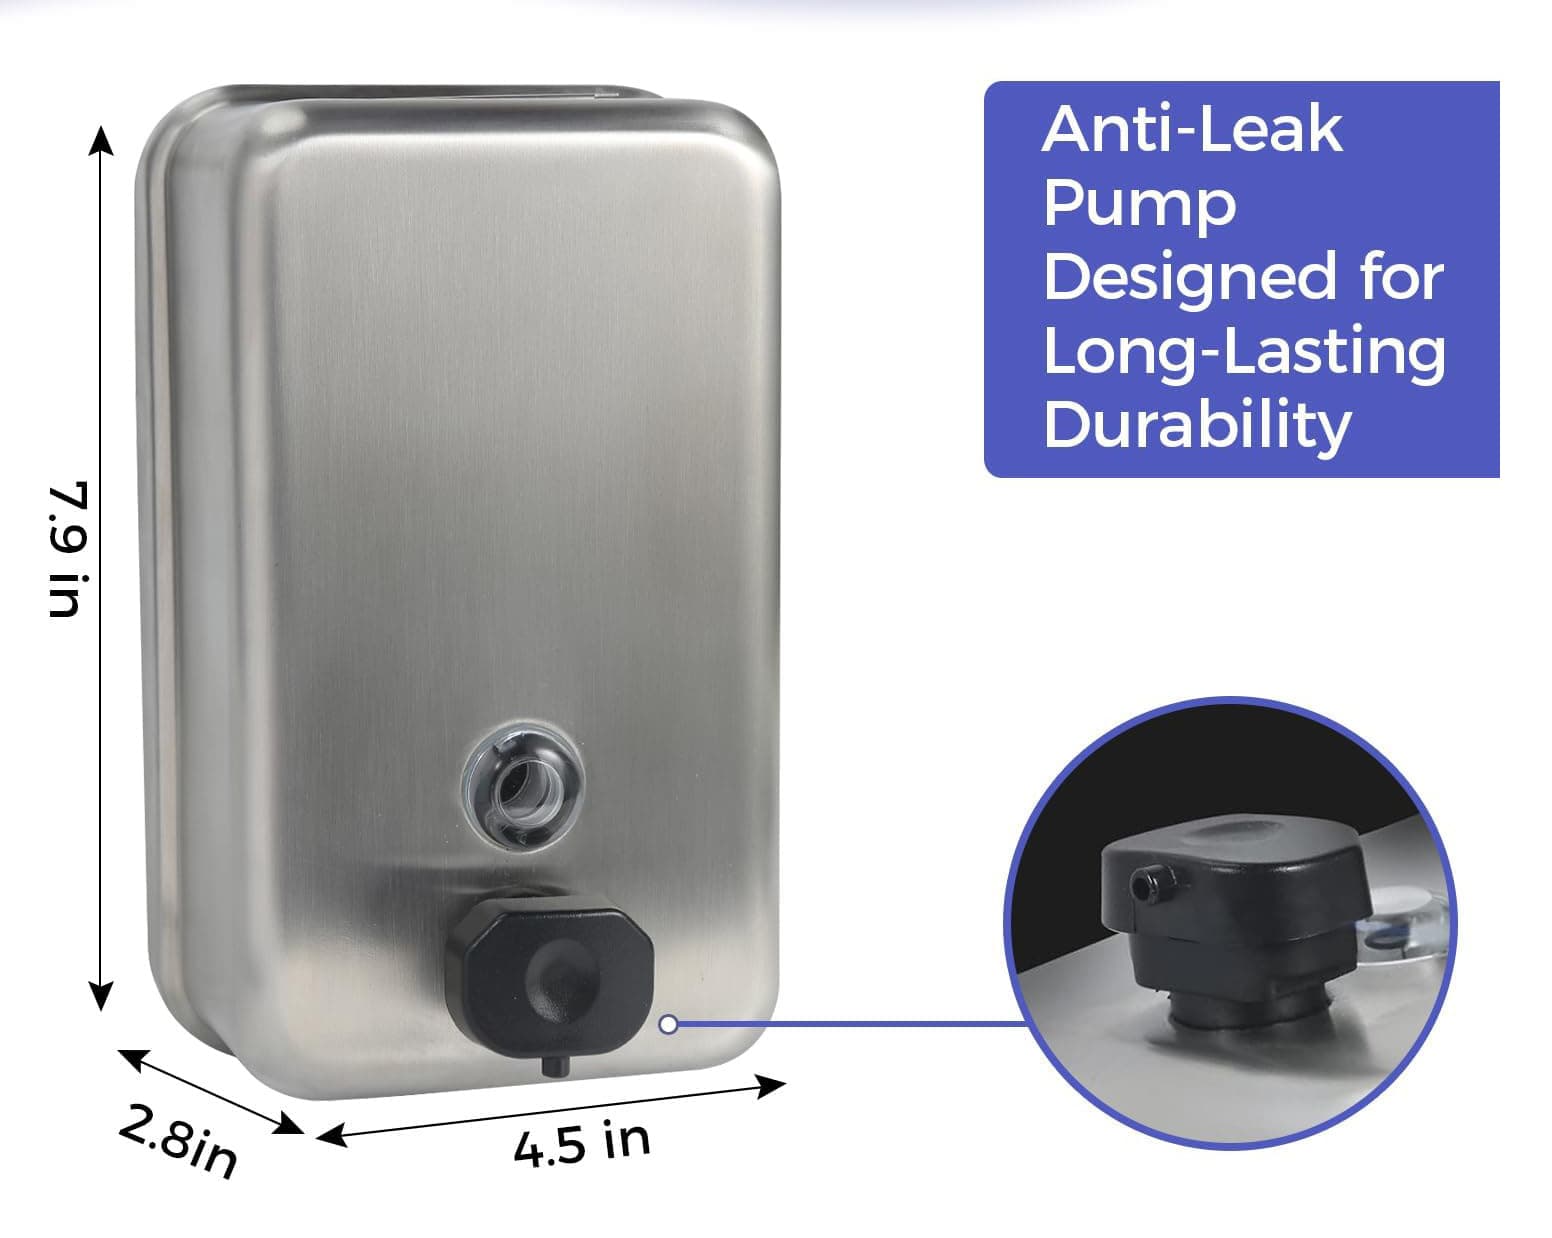 Anti-Leak
Pump
Designed for
Long-Lasting
Durability
7.9 in
2.8in
4.5 in